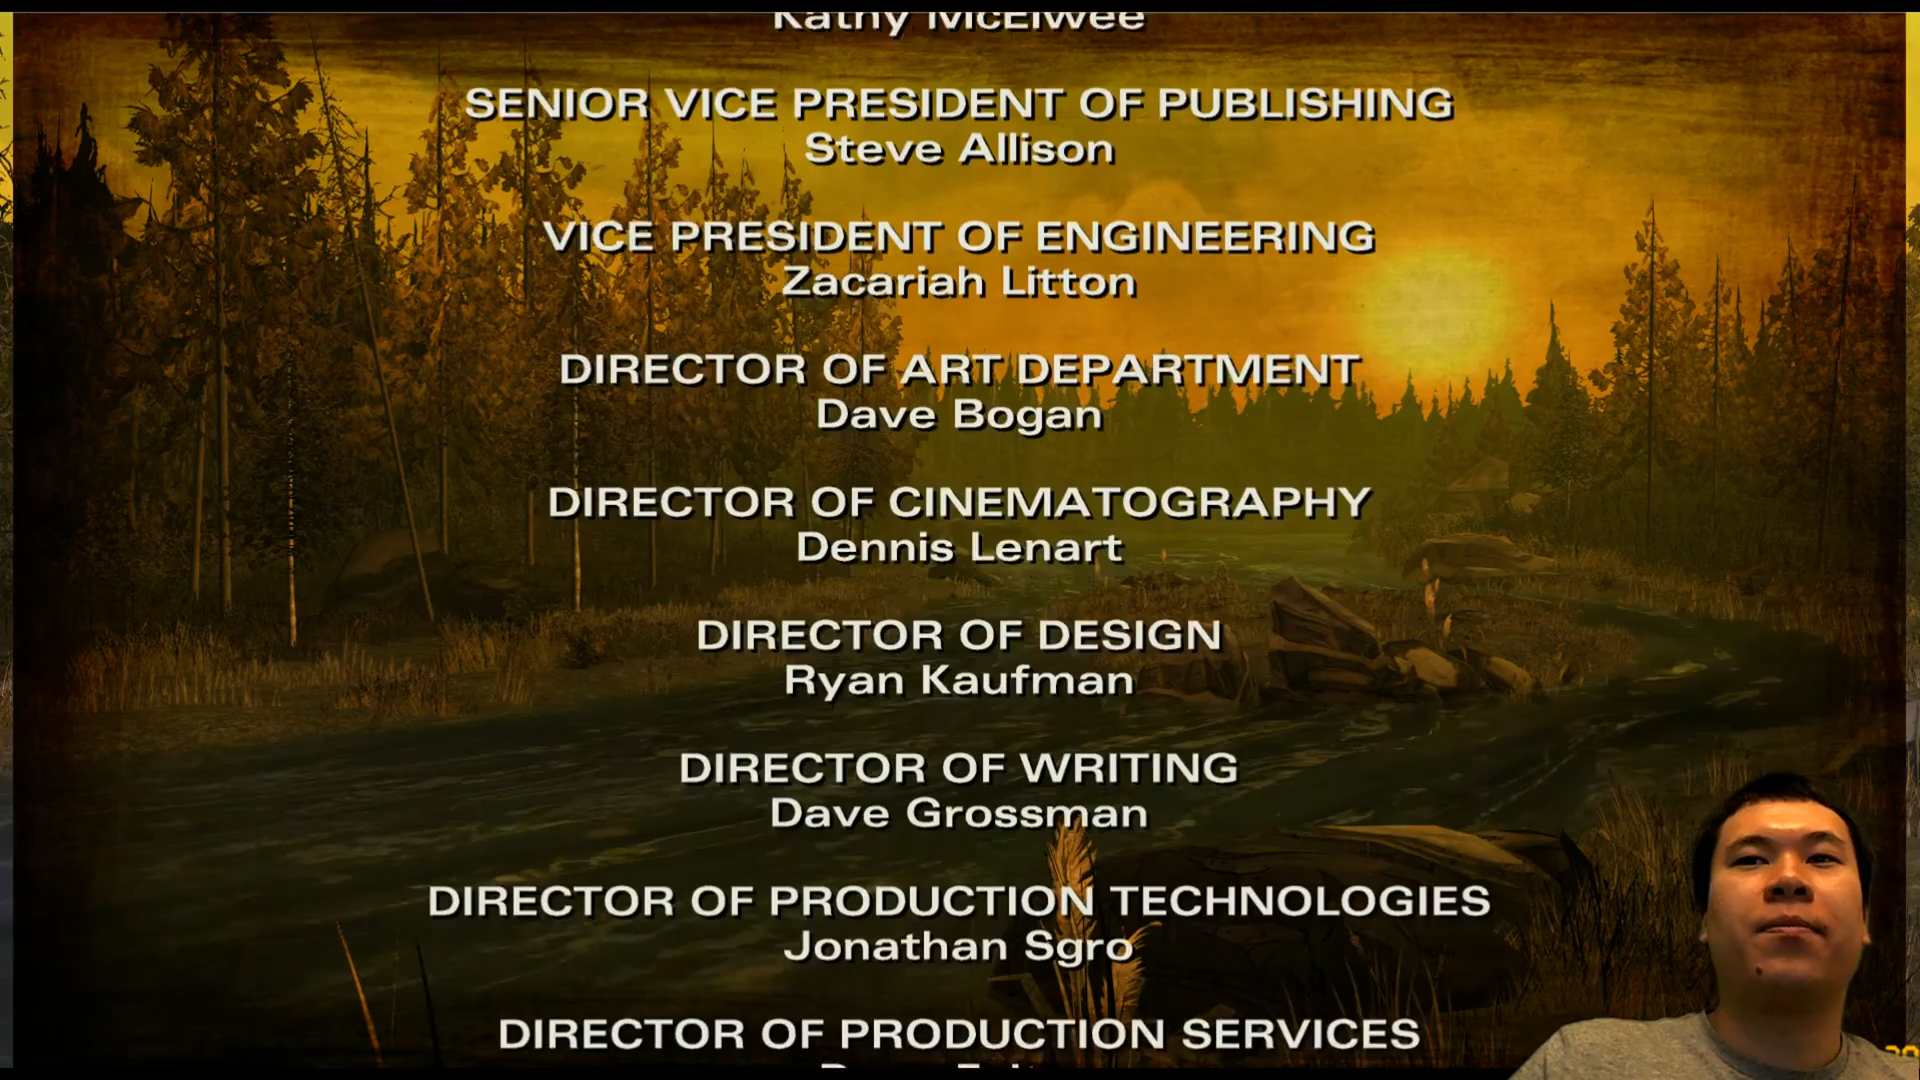 Kathy McElwee
SENIOR VICE PRESIDENT OF PUBLISHING
Steve Allison
VICE PRESIDENT OF ENGINEERING
Zacariah Litton
DIRECTOR OF ART DEPARTMENT
Dave Bogan
DIRECTOR OF CINEMATOGRAPHY
Dennis Lenart
DIRECTOR OF DESIGN
Ryan Kaufman
DIRECTOR OF WRITING
Dave Grossman
DIRECTOR OF PRODUCTION TECHNOLOGIES
Jonathan Sgro
DIRECTOR OF PRODUCTION SERVICES